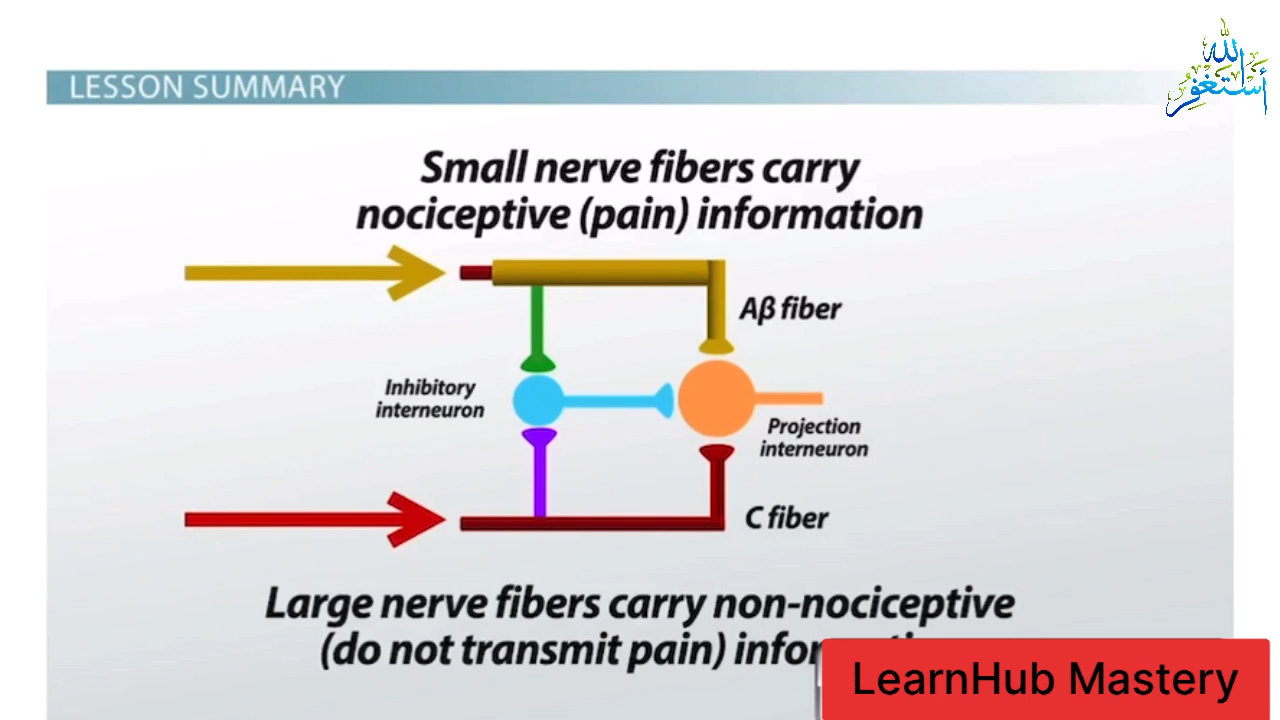 LESSON SUMMARY
أستغفر الله
Small nerve fibers carry
nociceptive (pain) information
Aβ fiber
Inhibitory
interneuron
Projection
interneuron
C fiber
Large nerve fibers carry non-nociceptive
(do not transmit pain)
LearnHub Mastery